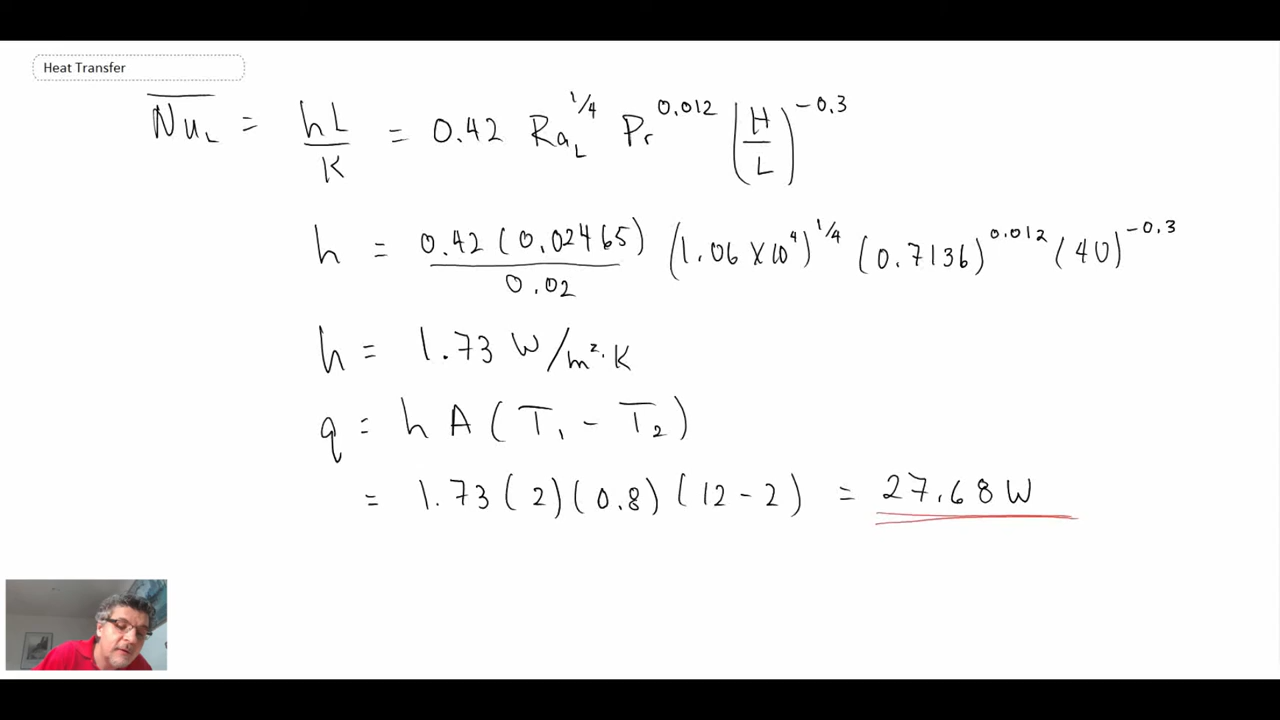 Heat Transfer
Nu_L = hL/K = 0.42 Ra_L^1/4 Pr^0.012 (H/L)^-0.3
h = 0.42(0.02465)/0.02 (1.06×10^4)^1/4 (0.7136)^0.012 (40)^-0.3
h = 1.73 W/m²·K
q = hA(T₁ - T₂)
= 1.73(2)(0.8)(12-2) = 27.68W